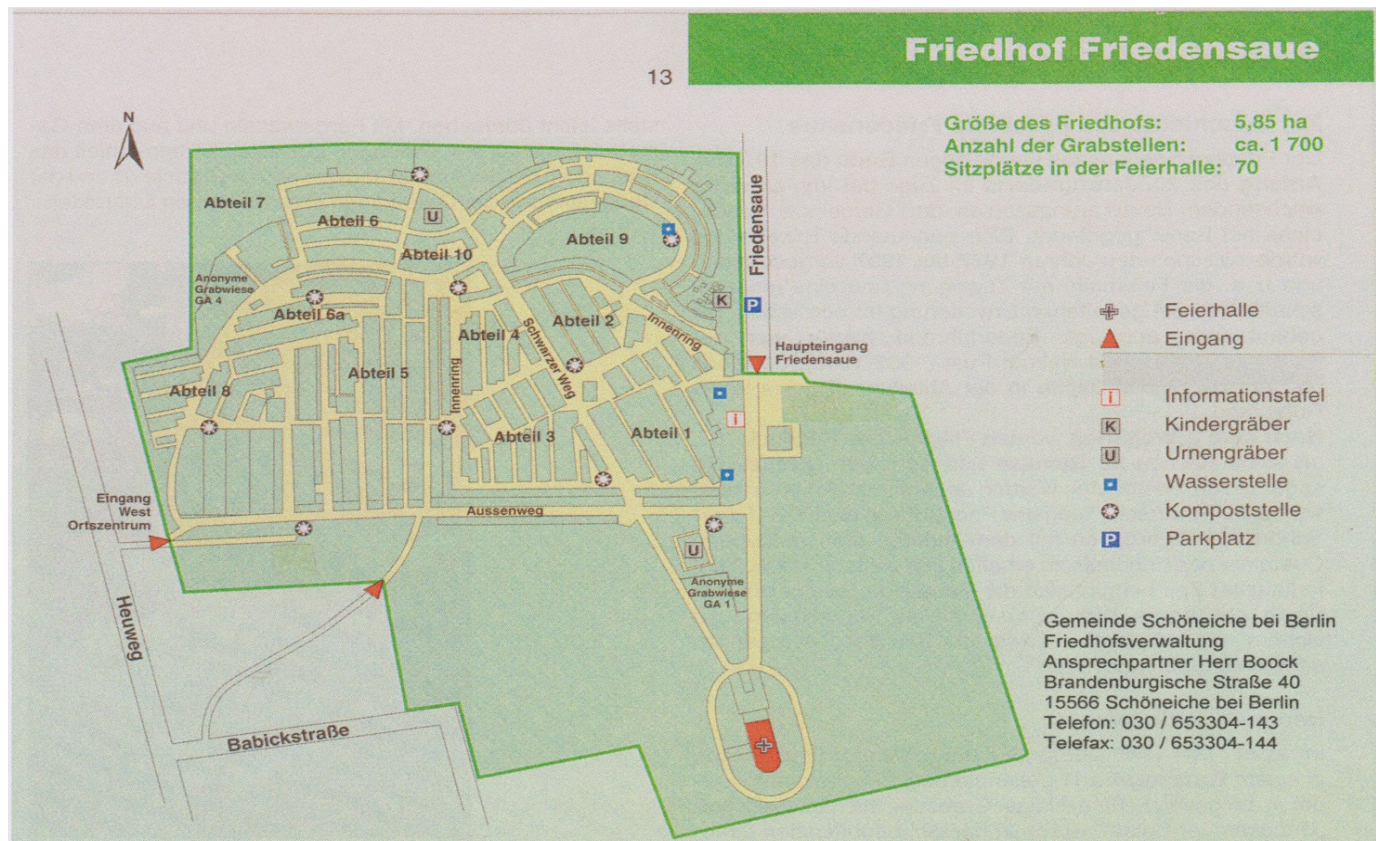 13
Friedhof Friedensaue
Größe des Friedhofs: 5,85 ha
Anzahl der Grabstellen: ca. 1 700
Sitzplätze in der Feierhalle: 70
N
Abteil 7
Abteil 6
U
Abteil 10
Abteil 9
Friedensaue
Anonyme
Grabwiese
GA 4
Abteil 6a
Abteil 4
Abteil 2
K
Innenring
P
Haupteingang
Friedensaue
Schwarzer Weg
Abteil 8
Abteil 5
Innenring
Abteil 3
Abteil 1
i
Eingang
West
Ortszentrum
Aussenweg
U
Anonyme
Grabwiese
GA 1
Heuweg
Babickstraße
Feierhalle
Eingang
i Informationstafel
K Kindergräber
U Urnengräber
Wasserstelle
Kompoststelle
P Parkplatz
Gemeinde Schöneiche bei Berlin
Friedhofsverwaltung
Ansprechpartner Herr Boock
Brandenburgische Straße 40
15566 Schöneiche bei Berlin
Telefon: 030 / 653304-143
Telefax: 030 / 653304-144